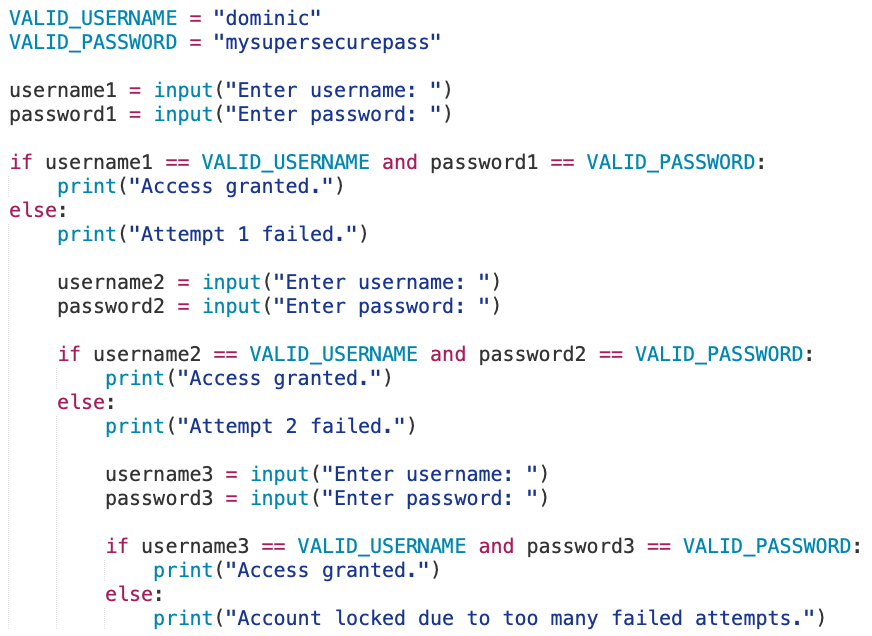 VALID_USERNAME = "dominic"
VALID_PASSWORD = "mysupersecurepass"

username1 = input("Enter username: ")
password1 = input("Enter password: ")

if username1 == VALID_USERNAME and password1 == VALID_PASSWORD:
    print("Access granted.")
else:
    print("Attempt 1 failed.")

    username2 = input("Enter username: ")
    password2 = input("Enter password: ")

    if username2 == VALID_USERNAME and password2 == VALID_PASSWORD:
        print("Access granted.")
    else:
        print("Attempt 2 failed.")

        username3 = input("Enter username: ")
        password3 = input("Enter password: ")

        if username3 == VALID_USERNAME and password3 == VALID_PASSWORD:
            print("Access granted.")
        else:
            print("Account locked due to too many failed attempts.")